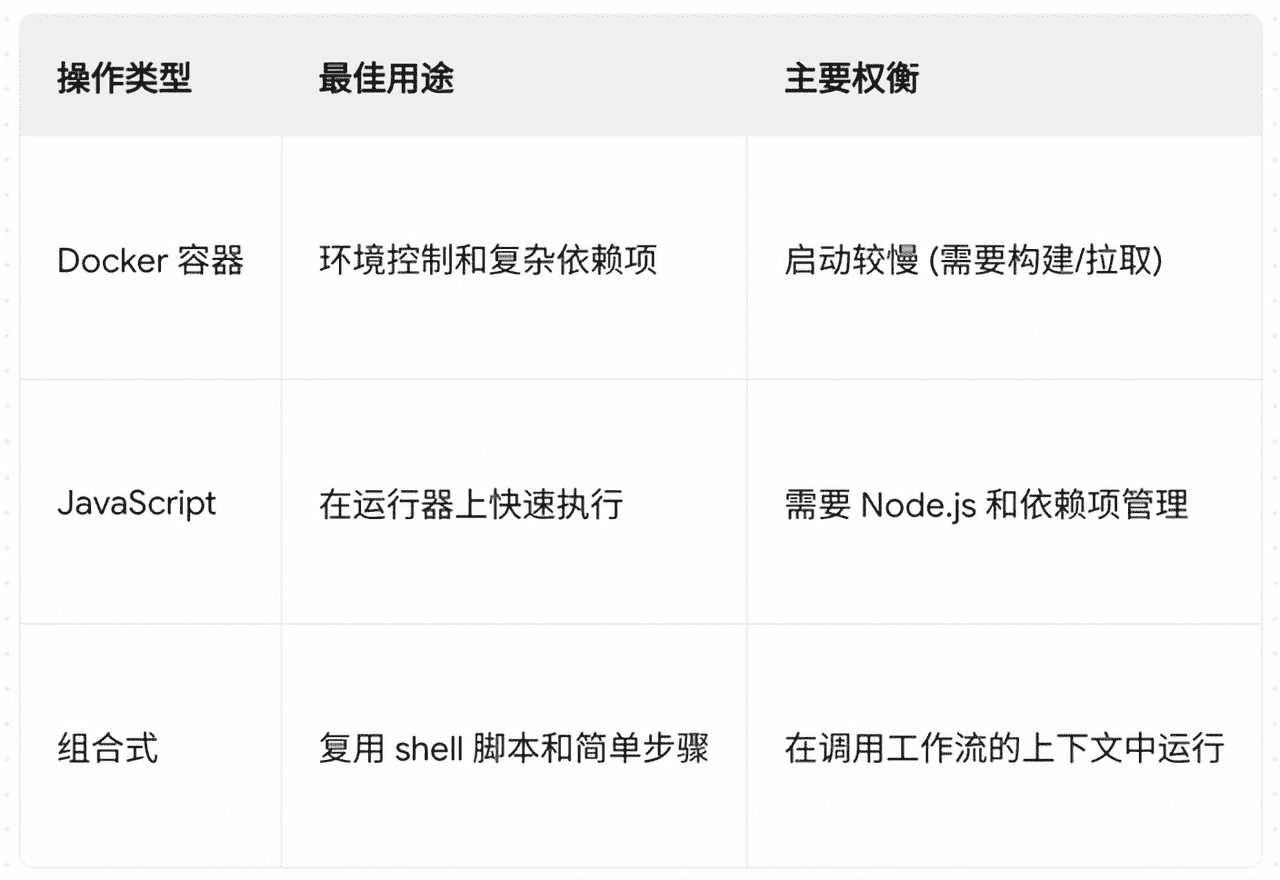 操作类型 最佳用途 主要权衡
Docker 容器 环境控制和复杂依赖项 启动较慢 (需要构建/拉取)
JavaScript 在运行器上快速执行 需要 Node.js 和依赖项管理
组合式 复用 shell 脚本和简单步骤 在调用工作流的上下文中运行